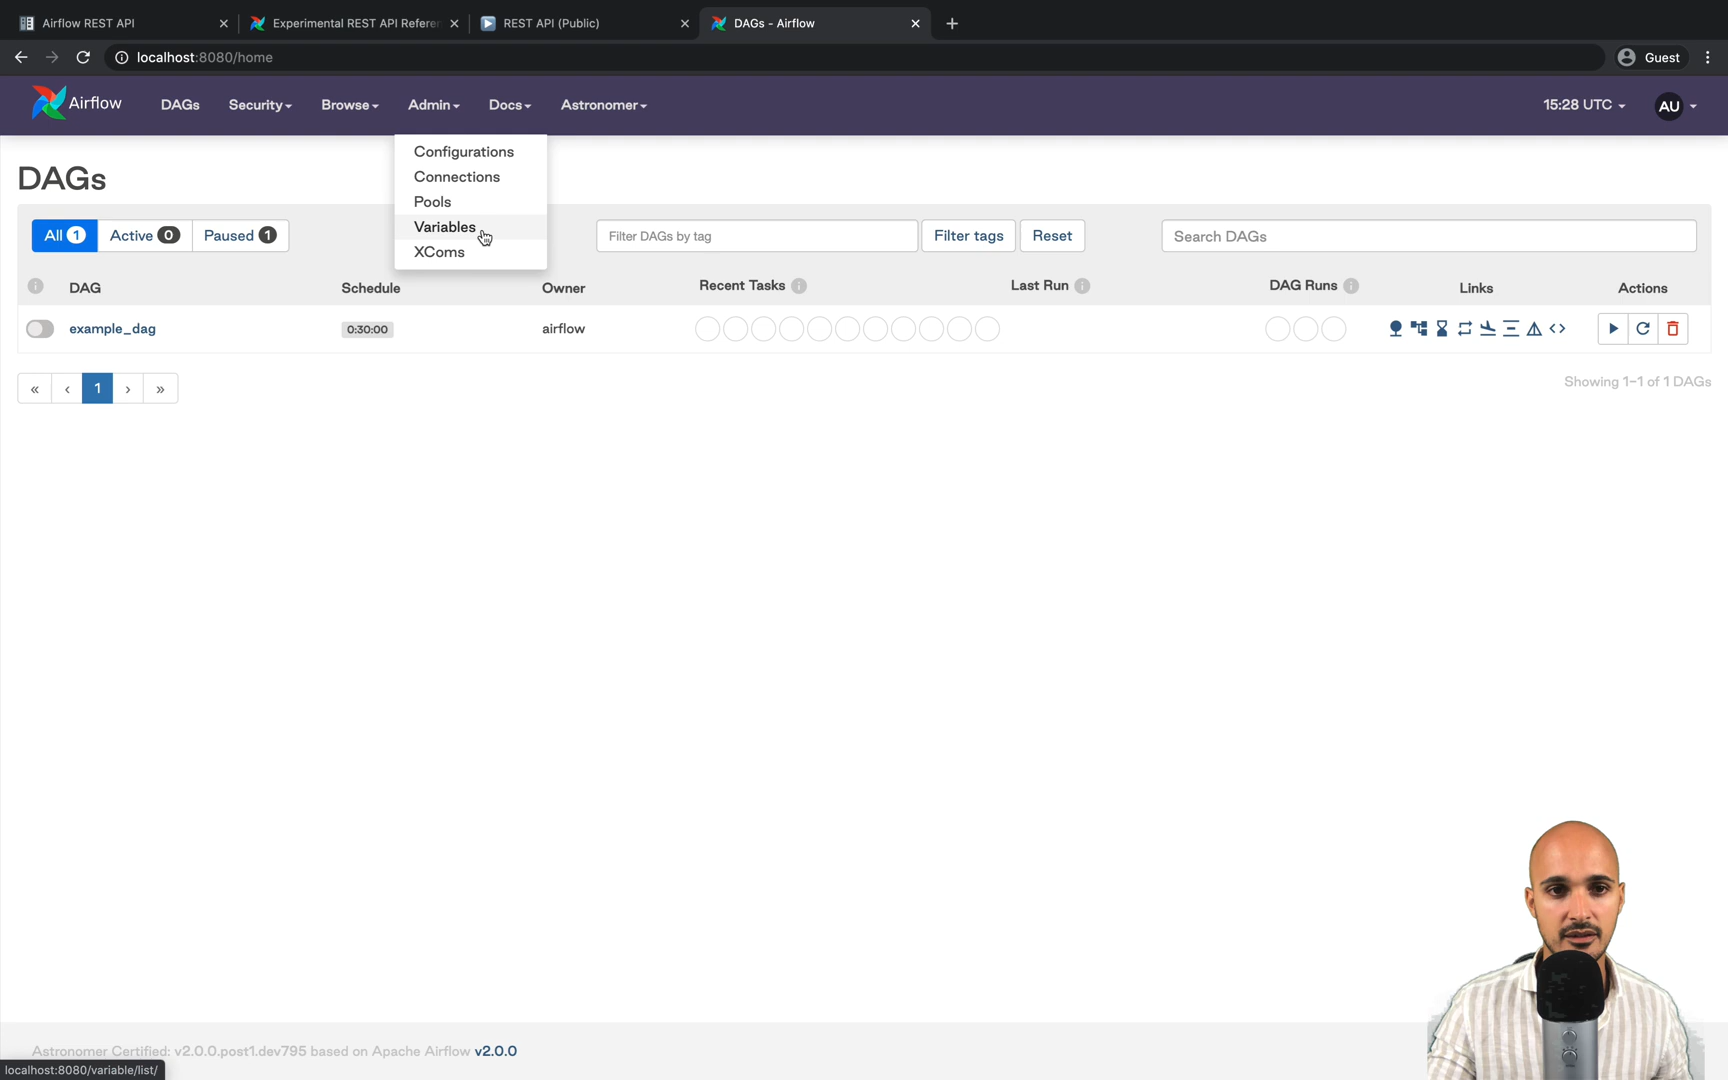 Airflow REST API
Experimental REST API Referen
REST API (Public)
DAGs - Airflow
localhost:8080/home
Guest
Airflow
DAGs
Security
Browse
Admin
Docs
Astronomer
15:28 UTC
AU
Configurations
Connections
Pools
Variables
XComs
DAGs
All 1
Active 0
Paused 1
Filter DAGs by tag
Filter tags
Reset
Search DAGs
DAG
Schedule
Owner
Recent Tasks
Last Run
DAG Runs
Links
Actions
example_dag
0:30:00
airflow
« ‹ 1 › »
Showing 1-1 of 1 DAGs
Astronomer Certified: v2.0.0.post1.dev795 based on Apache Airflow v2.0.0
localhost:8080/variable/list/